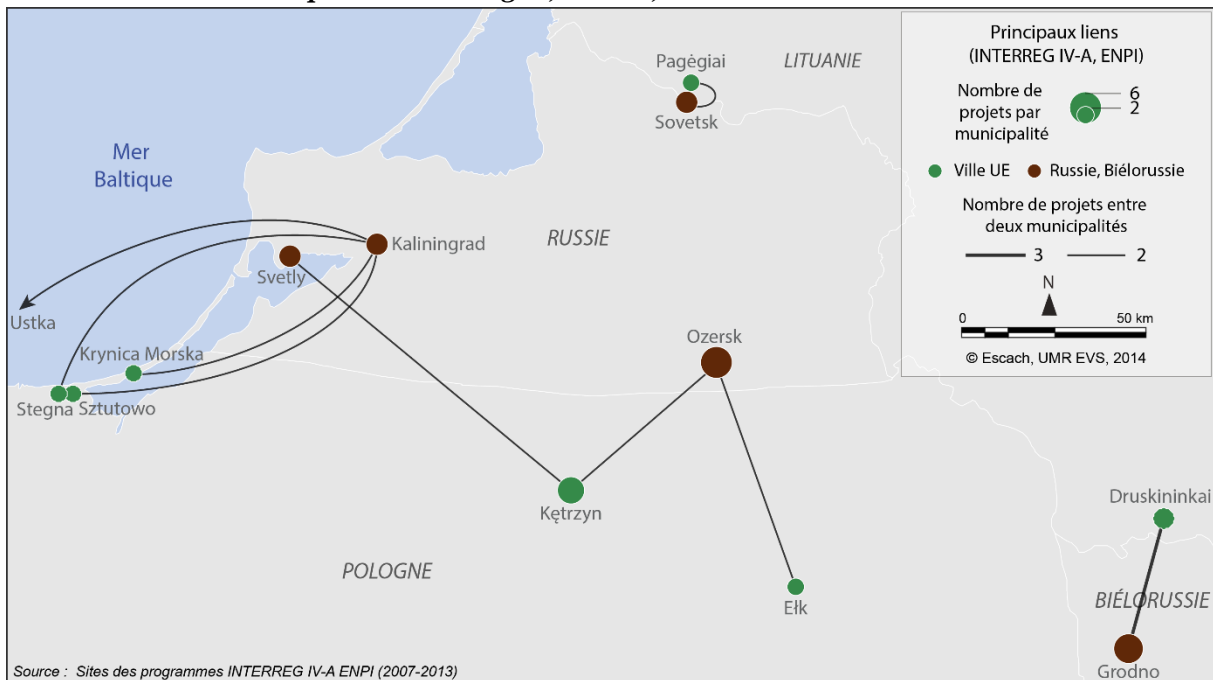 Principaux liens
(INTERREG IV-A, ENPI)
Nombre de
projets par
municipalité
6
2
Ville UE
Russie, Biélorussie
Nombre de projets entre
deux municipalités
3
2
N
0
50 km
© Escach, UMR EVS, 2014
Pagėgiai
LITUANIE
Sovetsk
Mer
Baltique
Kaliningrad
RUSSIE
Svetly
Ustka
Krynica Morska
Ozersk
Stegna
Sztutowo
Kętrzyn
Druskininkai
POLOGNE
Ełk
BIÉLORUSSIE
Grodno
Source : Sites des programmes INTERREG IV-A ENPI (2007-2013)